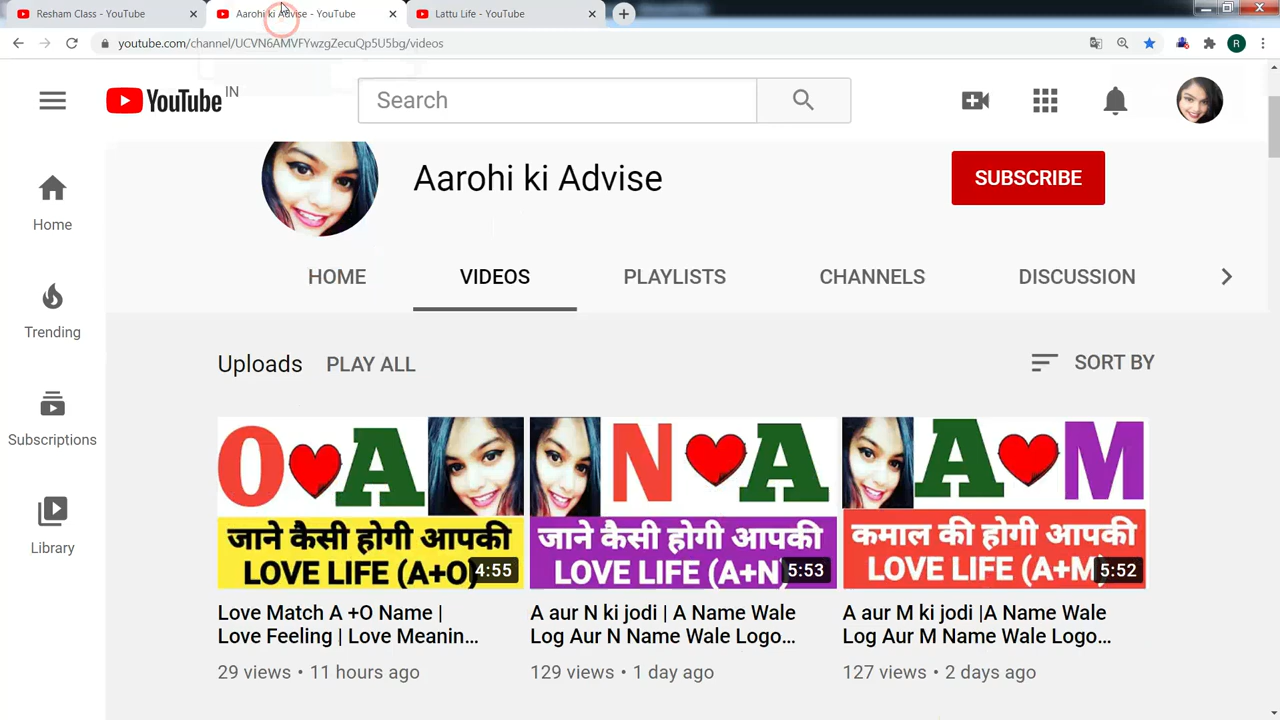 Resham Class - YouTube
Aarohi ki Advise - YouTube
Lattu Life - YouTube
youtube.com/channel/UCVN6AMVFYwzgZecuQp5U5bg/videos
R
YouTube IN
Search
Aarohi ki Advise
SUBSCRIBE
Home
Trending
Subscriptions
Library
HOME
VIDEOS
PLAYLISTS
CHANNELS
DISCUSSION
Uploads
PLAY ALL
SORT BY
O A
जाने कैसी होगी आपकी
LOVE LIFE (A+O)
4:55
Love Match A +O Name |
Love Feeling | Love Meanin...
29 views • 11 hours ago
N A
जाने कैसी होगी आपकी
LOVE LIFE (A+N)
5:53
A aur N ki jodi | A Name Wale
Log Aur N Name Wale Logo...
129 views • 1 day ago
A M
कमाल की होगी आपकी
LOVE LIFE (A+M)
5:52
A aur M ki jodi |A Name Wale
Log Aur M Name Wale Logo...
127 views • 2 days ago